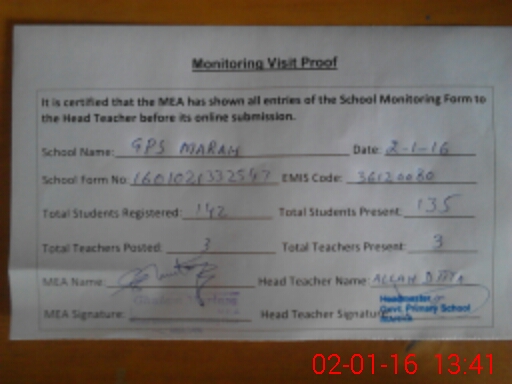 Monitoring Visit Proof
It is certified that the MEA has shown all entries of the School Monitoring Form to
the Head Teacher before its online submission.
School Name: GPS MARAH Date: 2-1-16
School Form No: EMIS Code:
Total Students Registered: 142 Total Students Present: 135
Total Teachers Posted: 3 Total Teachers Present: 3
MEA Name: Head Teacher Name: ALLAH DITTA
Headmaster
Govt. Primary School
MEA Signature: Head Teacher Signature:
02-01-16 13:41